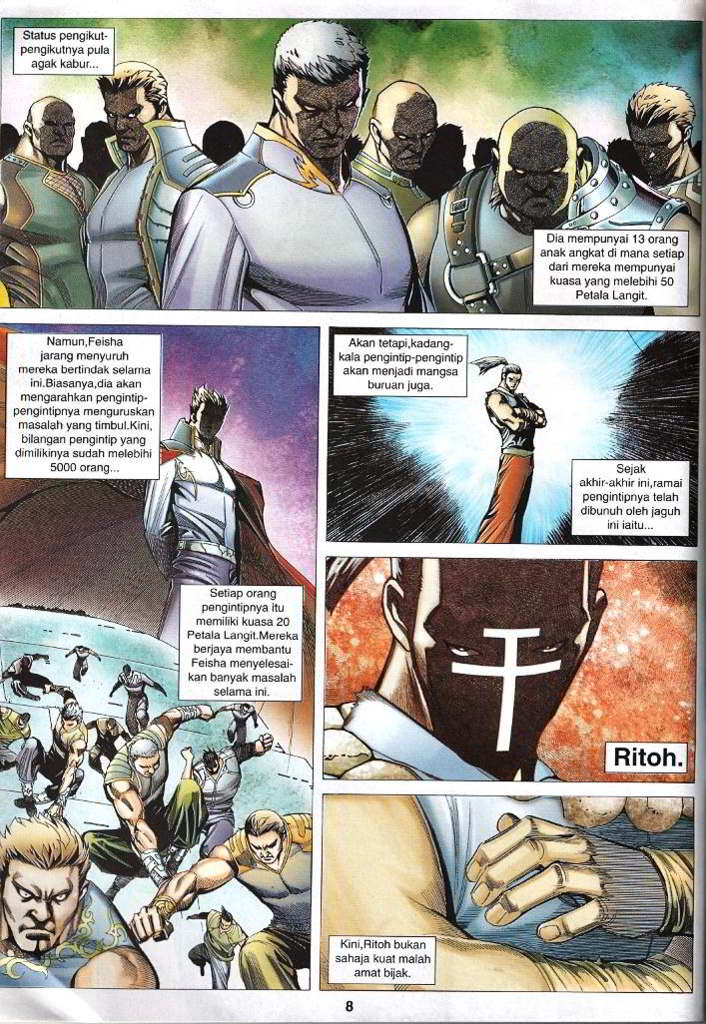 Status pengikut-
pengikutnya pula
agak kabur...
Dia mempunyai 13 orang
anak angkat di mana setiap
dari mereka mempunyai
kuasa yang melebihi 50
Petala Langit.
Namun,Feisha
jarang menyuruh
mereka bertindak selama
ini.Biasanya,dia akan
mengarahkan pengintip-
pengintipnya menguruskan
masalah yang timbul.Kini,
bilangan pengintip yang
dimilikinya sudah melebihi
5000 orang...
Setiap orang
pengintipnya itu
memiliki kuasa 20
Petala Langit.Mereka
berjaya membantu
Feisha menyelesai-
kan banyak masalah
selama ini.
Akan tetapi,kadang-
kala pengintip-pengintip
akan menjadi mangsa
buruan juga.
Sejak
akhir-akhir ini,ramai
pengintipnya telah
dibunuh oleh jaguh
ini iaitu...
Ritoh.
Kini,Ritoh bukan
sahaja kuat malah
amat bijak.
8